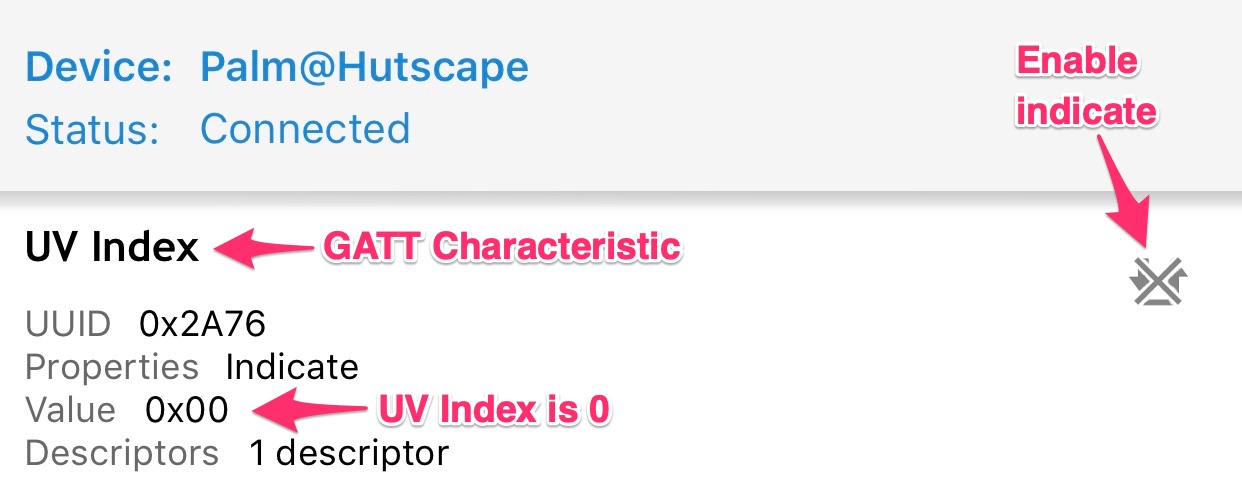 Device: Palm@Hutscape
Status: Connected
Enable
indicate
UV Index
GATT Characteristic
UUID 0x2A76
Properties Indicate
Value 0x00
UV Index is 0
Descriptors 1 descriptor